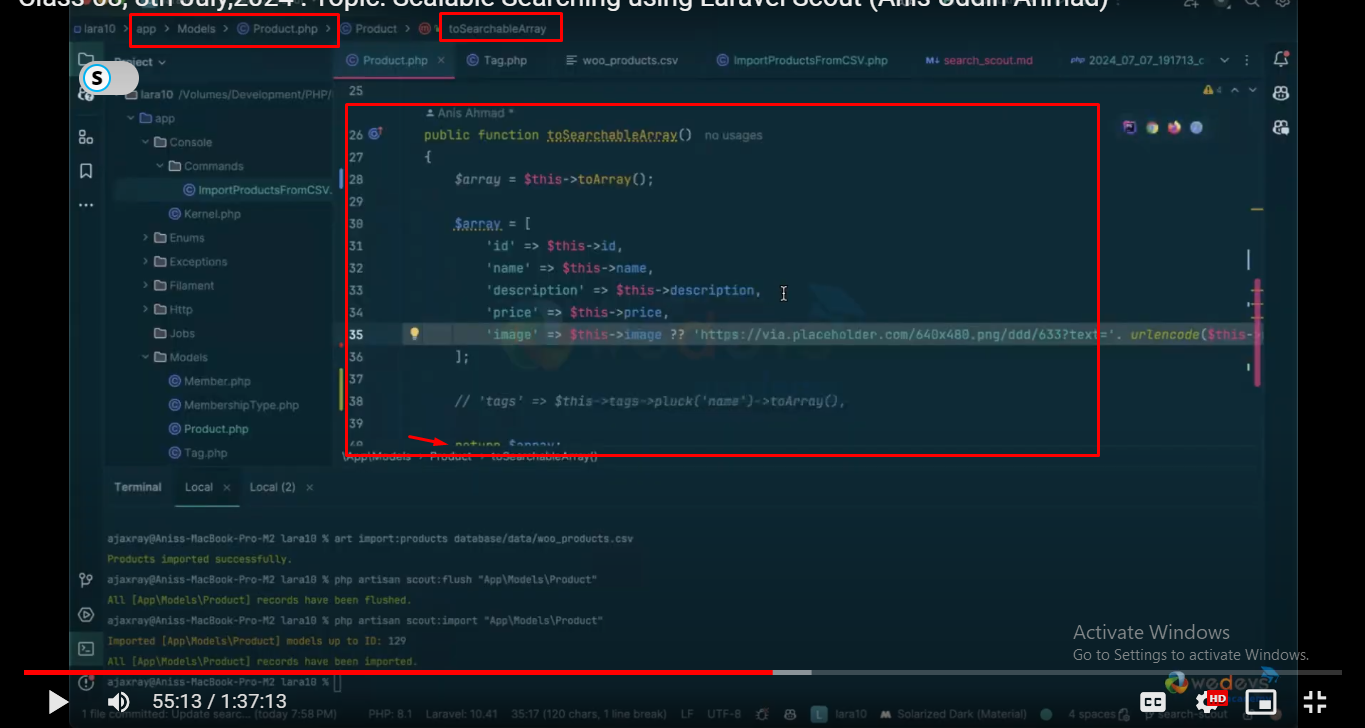 Class-68, 8th July,2024 : Topic: Scalable Searching using Laravel Scout (Anis Uddin Ahmad)
lara10 > app > Models > Product.php > Product > toSearchableArray
Project
Product.php × Tag.php woo_products.csv ImportProductsFromCSV.php search_scout.md 2024_07_07_191713_c
S
lara10 /Volumes/Development/PHP/
app
Console
Commands
ImportProductsFromCSV.
Kernel.php
Enums
Exceptions
Filament
Http
Jobs
Models
Member.php
MembershipType.php
Product.php
Tag.php
25
4
Anis Ahmad *
26 public function toSearchableArray() no usages
27 {
28 $array = $this->toArray();
29
30 $array = [
31 'id' => $this->id,
32 'name' => $this->name,
33 'description' => $this->description,
34 'price' => $this->price,
35 'image' => $this->image ?? 'https://via.placeholder.com/640x480.png/ddd/633?text='. urlencode($this->
36 ];
37
38 // 'tags' => $this->tags->pluck('name')->toArray(),
39
40 return $array;
\App\Models > Product > toSearchableArray()
Terminal Local × Local (2) ×
ajaxray@Aniss-MacBook-Pro-M2 lara10 % art import:products database/data/woo_products.csv
Products imported successfully.
ajaxray@Aniss-MacBook-Pro-M2 lara10 % php artisan scout:flush "App\Models\Product"
All [App\Models\Product] records have been flushed.
ajaxray@Aniss-MacBook-Pro-M2 lara10 % php artisan scout:import "App\Models\Product"
Imported [App\Models\Product] models up to ID: 129
All [App\Models\Product] records have been imported.
ajaxray@Aniss-MacBook-Pro-M2 lara10 %
Activate Windows
Go to Settings to activate Windows.
wedevs
55:13 / 1:37:13
CC HD
1 file committed: Update searc... (today 7:58 PM) PHP: 8.1 Laravel: 10.41 35:17 (120 chars, 1 line break) LF UTF-8 L lara10 Solarized Dark (Material) 4 spaces search-scout